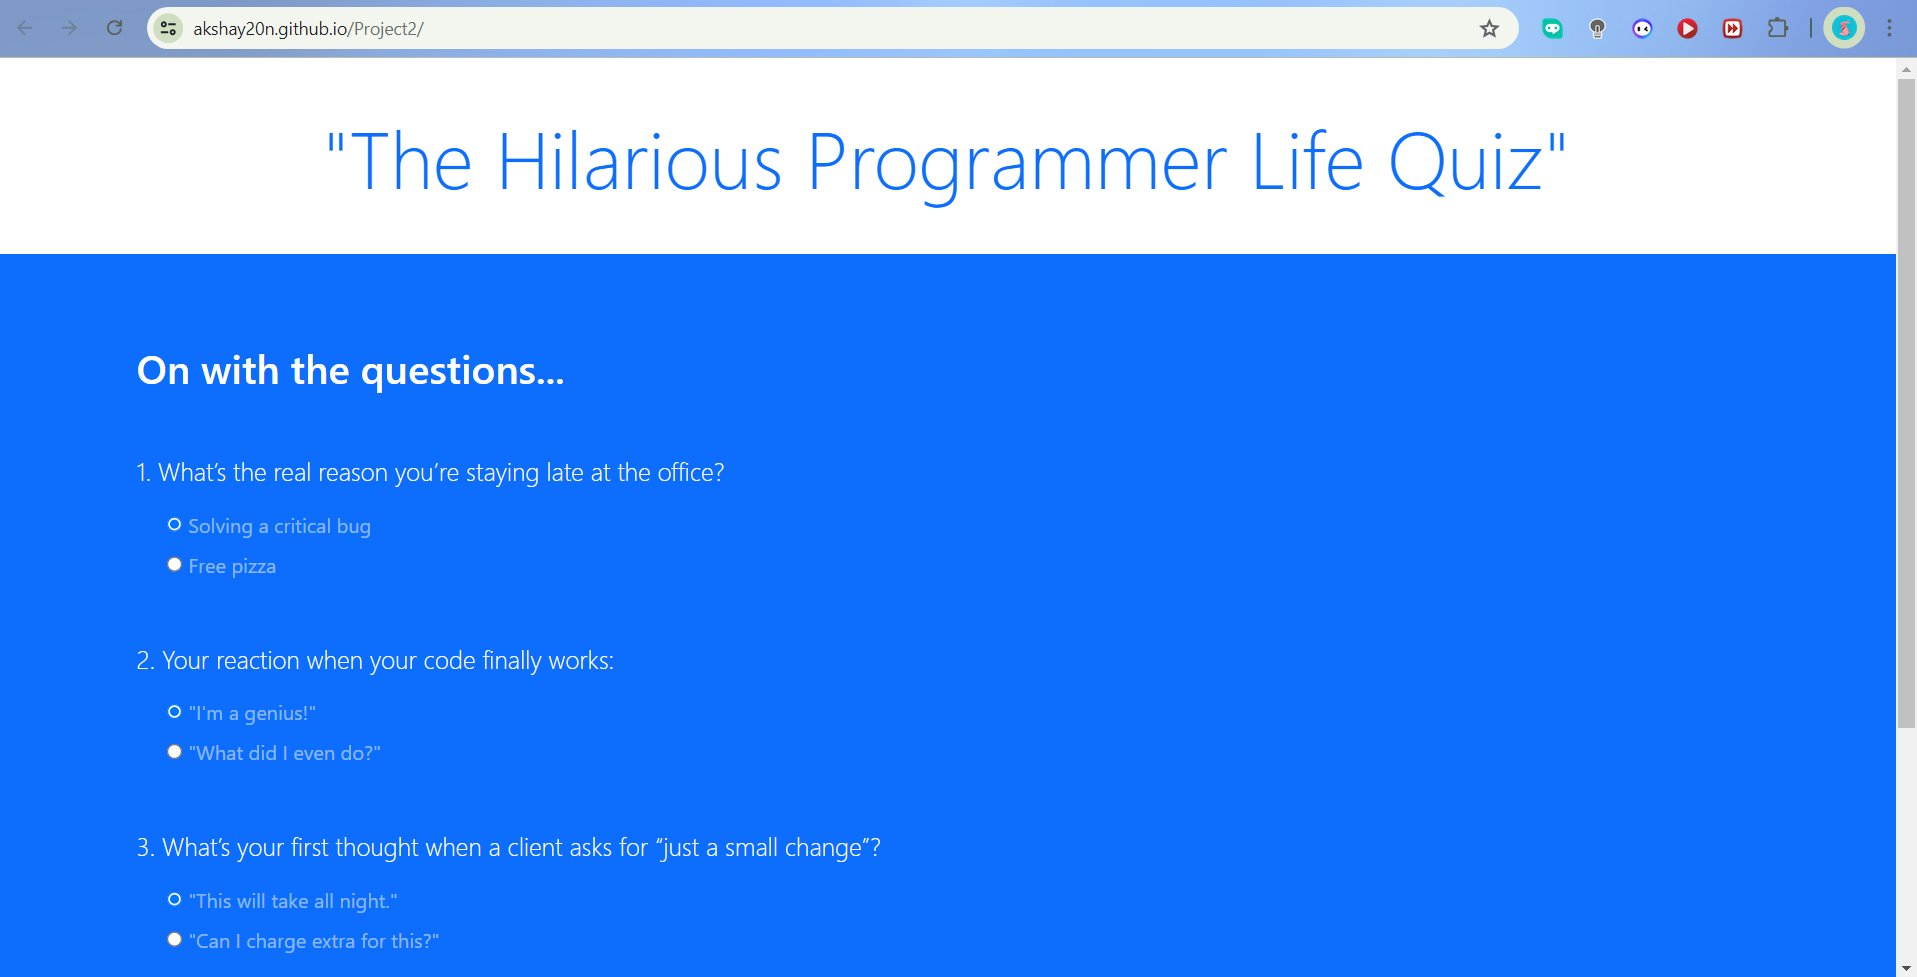 akshay20n.github.io/Project2/
"The Hilarious Programmer Life Quiz"
On with the questions...
1. What’s the real reason you’re staying late at the office?
Solving a critical bug
Free pizza
2. Your reaction when your code finally works:
"I'm a genius!"
"What did I even do?"
3. What’s your first thought when a client asks for “just a small change”?
"This will take all night."
"Can I charge extra for this?"